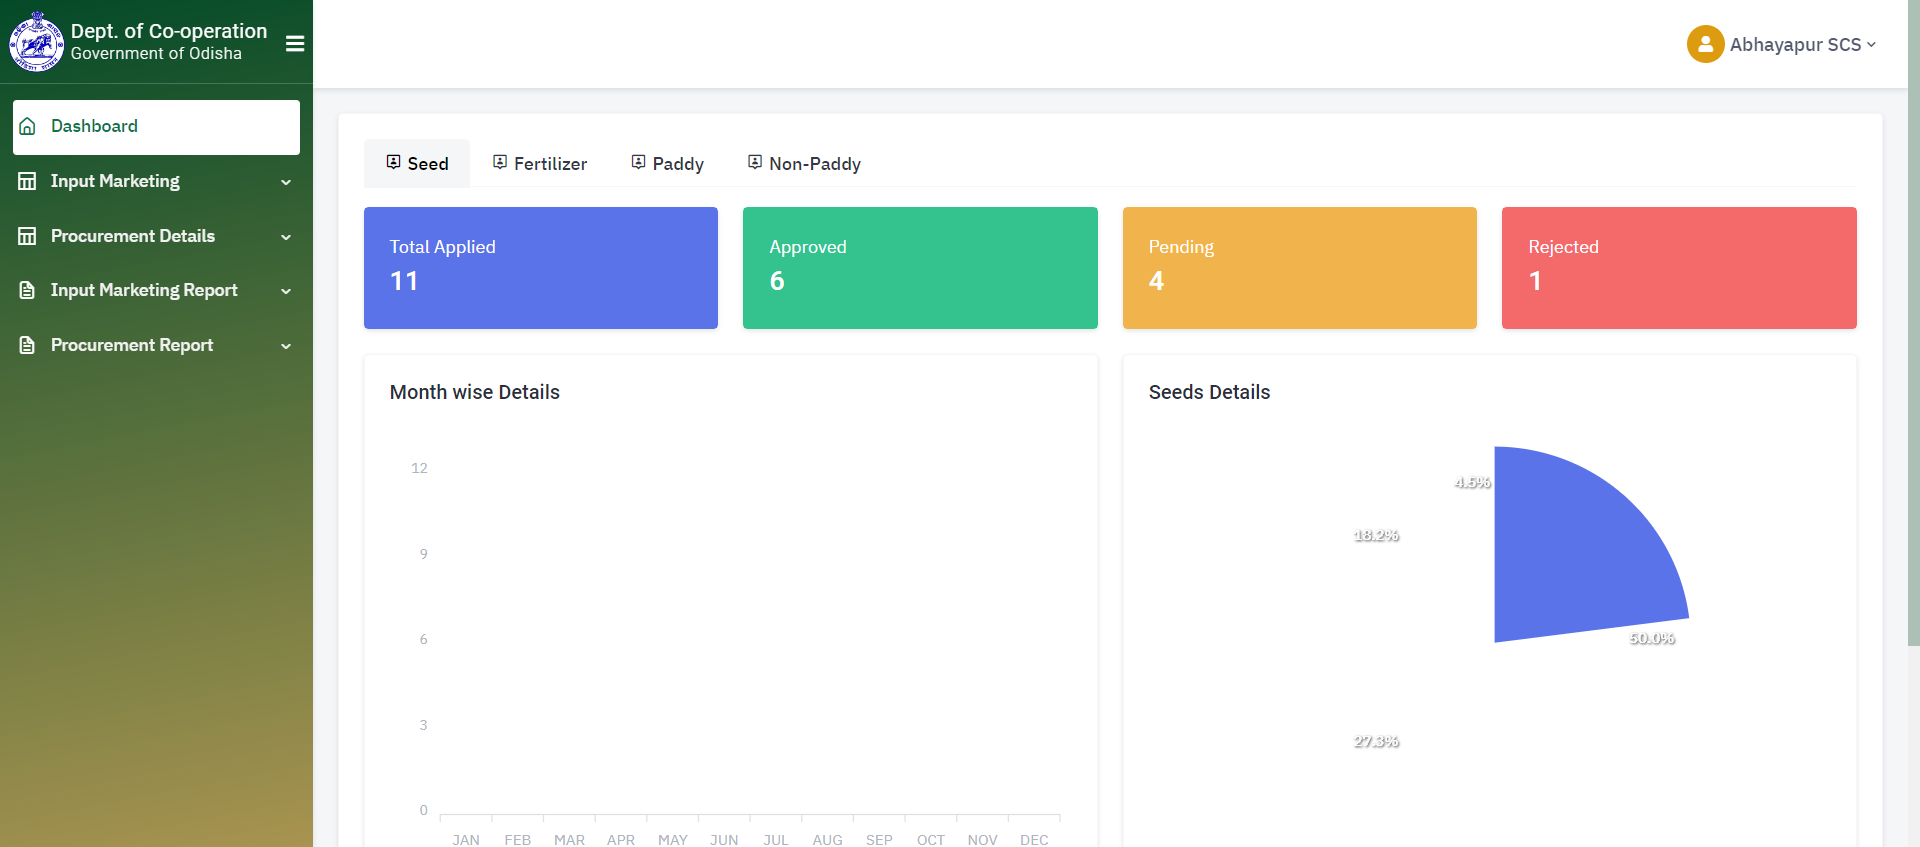 Dept. of Co-operation
Government of Odisha
Abhayapur SCS
Dashboard
Input Marketing
Procurement Details
Input Marketing Report
Procurement Report
Seed
Fertilizer
Paddy
Non-Paddy
Total Applied
11
Approved
6
Pending
4
Rejected
1
Month wise Details
12
9
6
3
0
JAN FEB MAR APR MAY JUN JUL AUG SEP OCT NOV DEC
Seeds Details
4.5%
18.2%
50.0%
27.3%